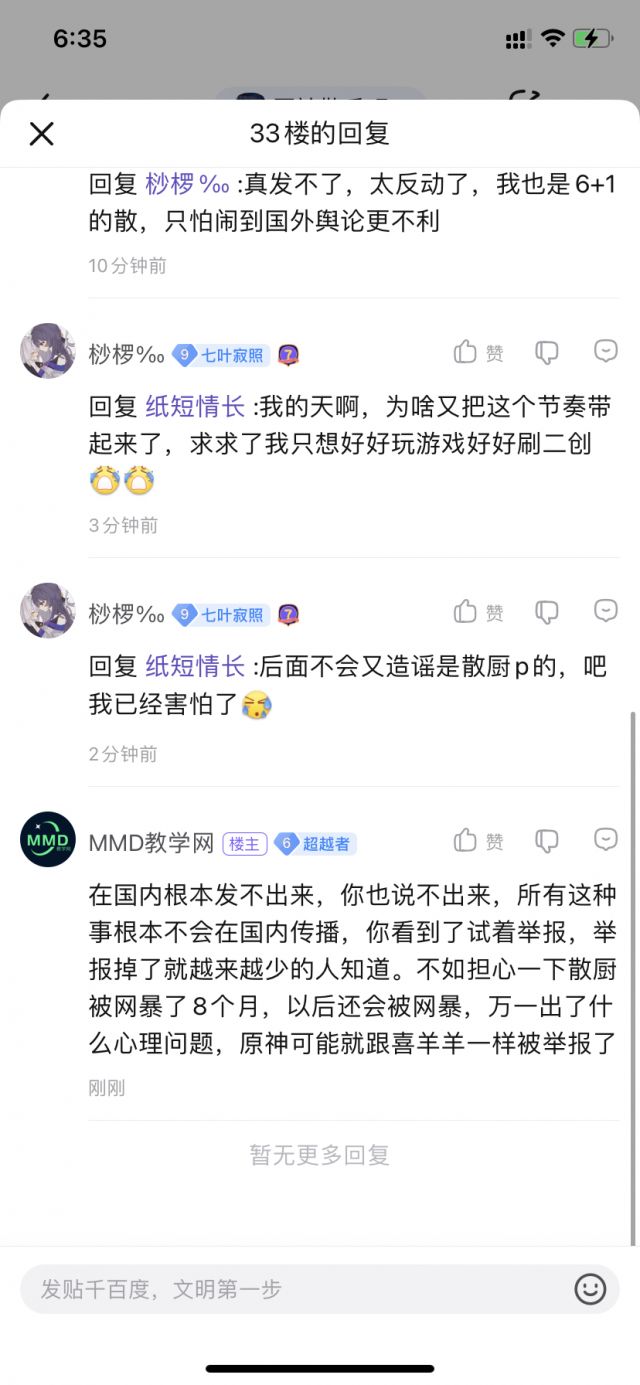 6:35
33楼的回复
回复 桫椤‰ :真发不了，太反动了，我也是6+1
的散，只怕闹到国外舆论更不利
10分钟前
桫椤‰ 9 七叶寂照 ? 赞
回复 纸短情长 :我的天啊，为啥又把这个节奏带
起来了，求求了我只想好好玩游戏好好刷二创
3分钟前
桫椤‰ 9 七叶寂照 ? 赞
回复 纸短情长 :后面不会又造谣是散厨p的，吧
我已经害怕了
2分钟前
MMD
MMD教学网 楼主 6 超越者 赞
在国内根本发不出来，你也说不出来，所有这种
事根本不会在国内传播，你看到了试着举报，举
报掉了就越来越少的人知道。不如担心一下散厨
被网暴了8个月，以后还会被网暴，万一出了什
么心理问题，原神可能就跟喜羊羊一样被举报了
刚刚
暂无更多回复
发贴千百度，文明第一步